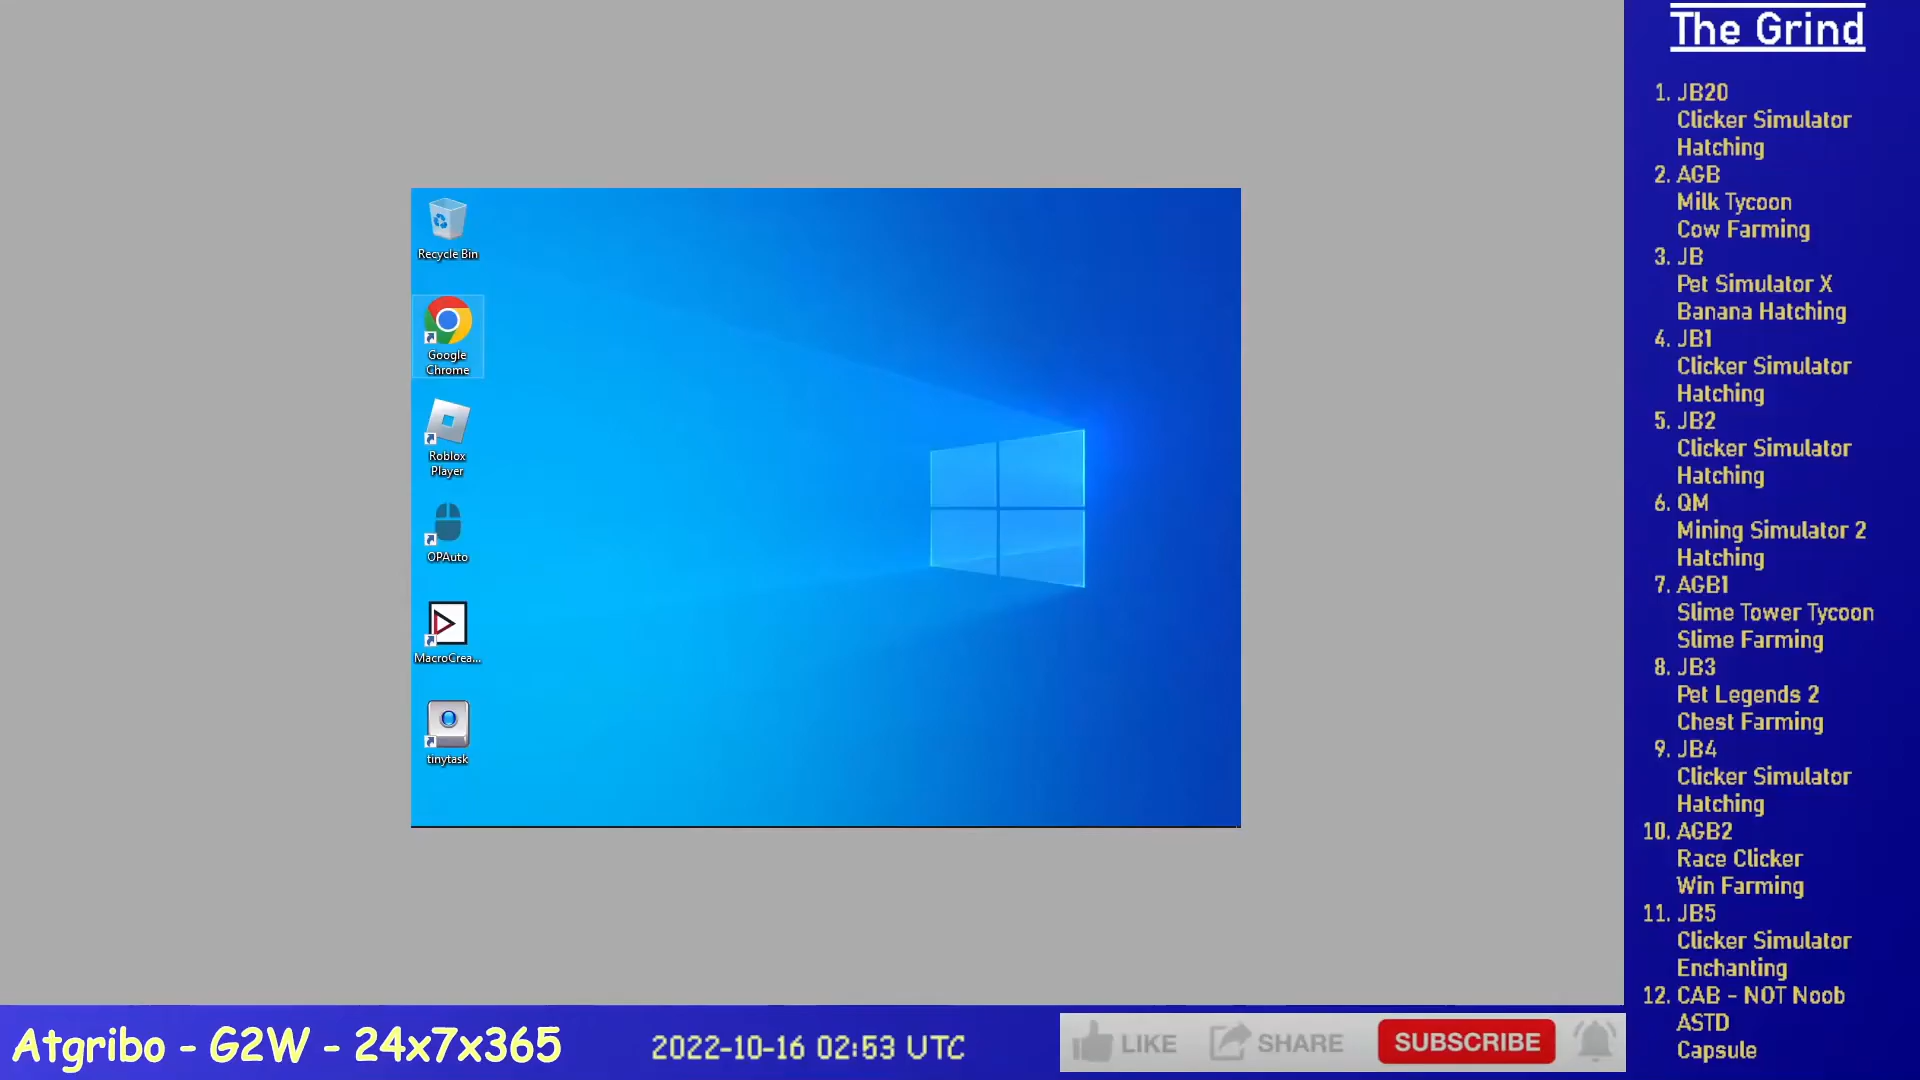 Recycle Bin
Google
Chrome
Roblox
Player
OPAuto
MacroCrea...
tinytask
The Grind
1. JB20
Clicker Simulator
Hatching
2. AGB
Milk Tycoon
Cow Farming
3. JB
Pet Simulator X
Banana Hatching
4. JB1
Clicker Simulator
Hatching
5. JB2
Clicker Simulator
Hatching
6. QM
Mining Simulator 2
Hatching
7. AGB1
Slime Tower Tycoon
Slime Farming
8. JB3
Pet Legends 2
Chest Farming
9. JB4
Clicker Simulator
Hatching
10. AGB2
Race Clicker
Win Farming
11. JB5
Clicker Simulator
Enchanting
12. CAB - NOT Noob
ASTD
Capsule
Atgribo - G2W - 24x7x365
2022-10-16 02:53 UTC
LIKE
SHARE
SUBSCRIBE